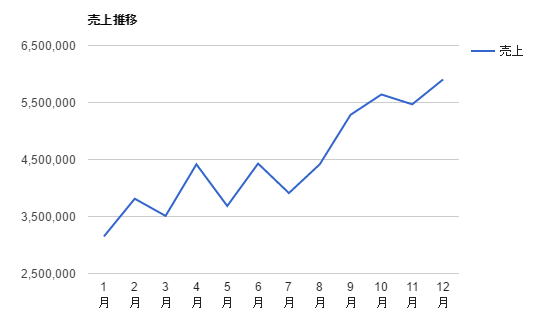 売上推移
6,500,000
5,500,000
4,500,000
3,500,000
2,500,000
売上
1 2 3 4 5 6 7 8 9 10 11 12
月 月 月 月 月 月 月 月 月 月 月 月